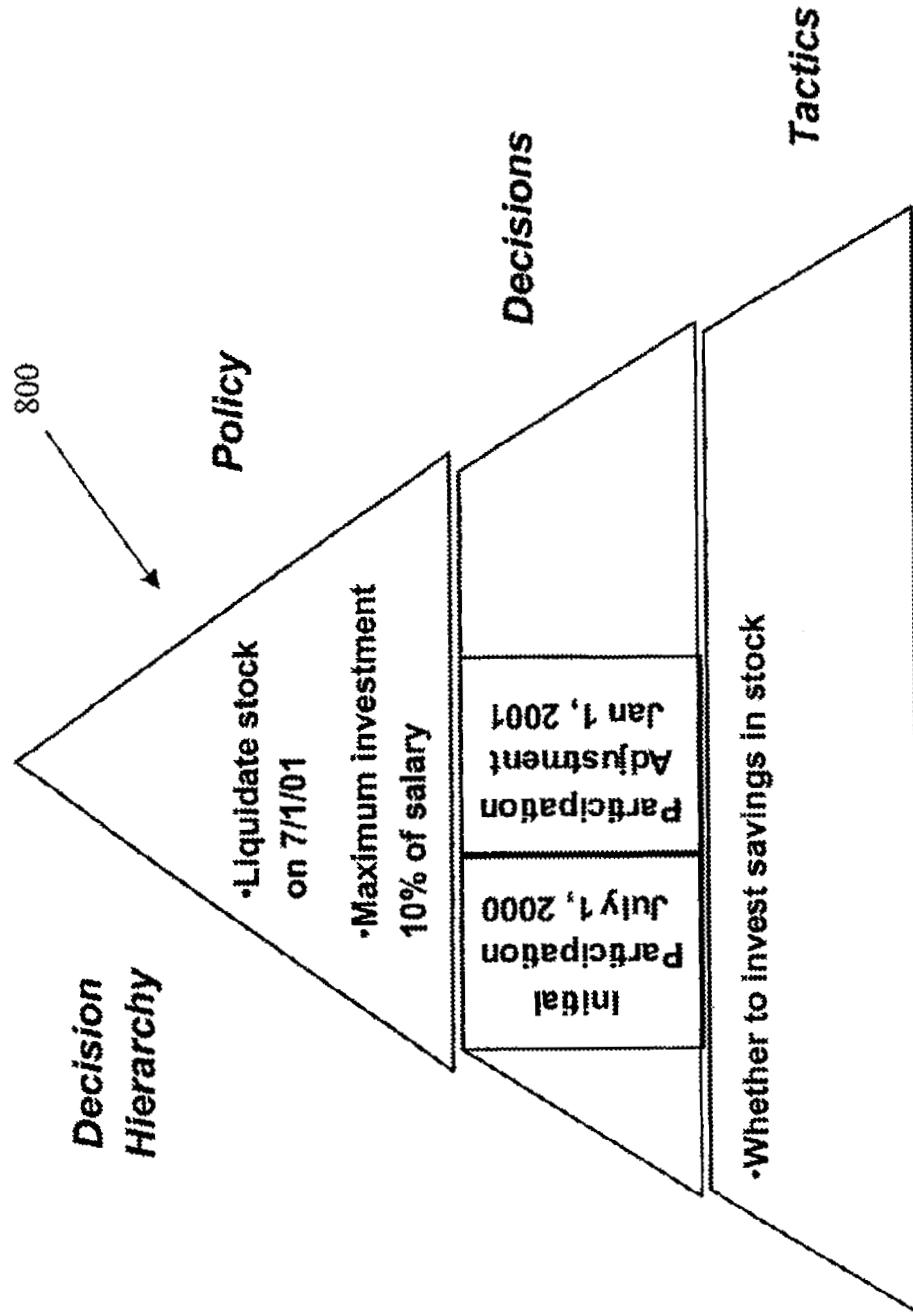 800
Decision
Hierarchy
Policy
•Liquidate stock
on 7/1/01
•Maximum investment
10% of salary
Decisions
Initial
Participation
July 1, 2000
Participation
Adjustment
Jan 1, 2001
Tactics
•Whether to invest savings in stock